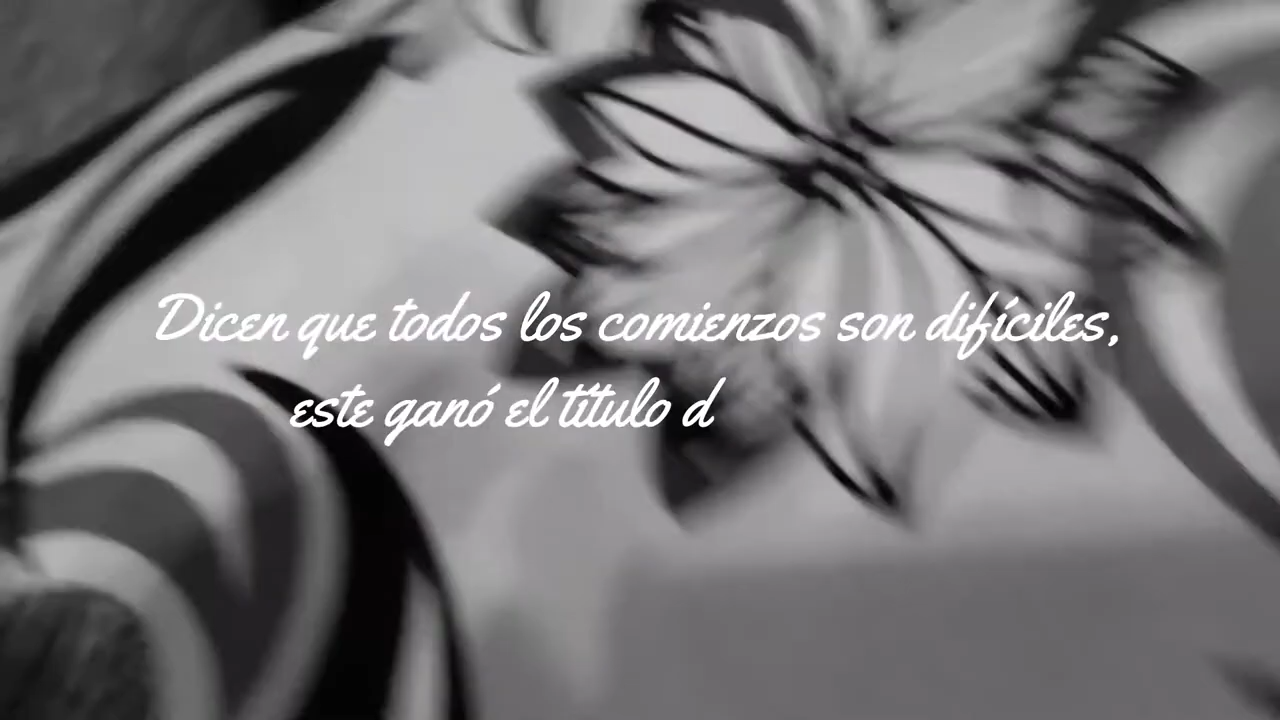 Dicen que todos los comienzos son difíciles,
este ganó el título d